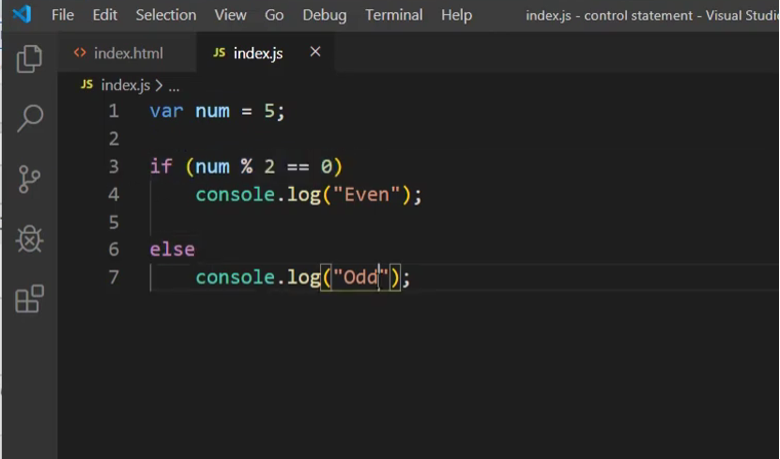 File Edit Selection View Go Debug Terminal Help index.js - control statement - Visual Studio
<> index.html JS index.js ×
JS index.js > ...
1 var num = 5;
2
3 if (num % 2 == 0)
4 console.log("Even");
5
6 else
7 console.log("Odd");